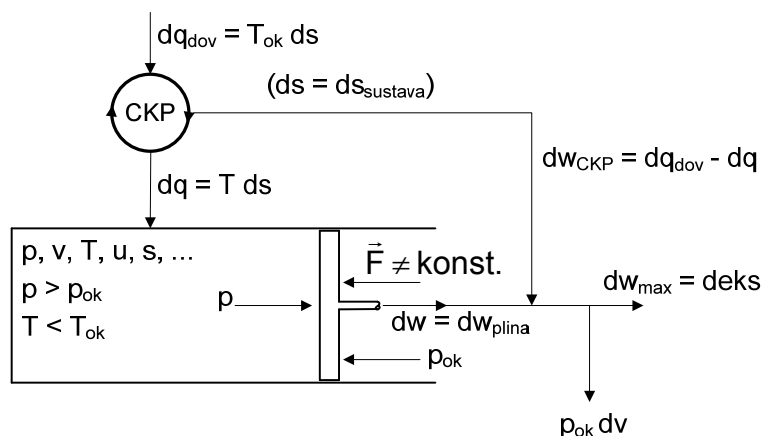 dq_dov = T_ok ds
(ds = ds_sustava)
CKP
dw_CKP = dq_dov - dq
dq = T ds
p, v, T, u, s, ...
p > p_ok
T < T_ok
p
F⃗ ≠ konst.
dw_max = deks
dw = dw_plina
p_ok
p_ok dv